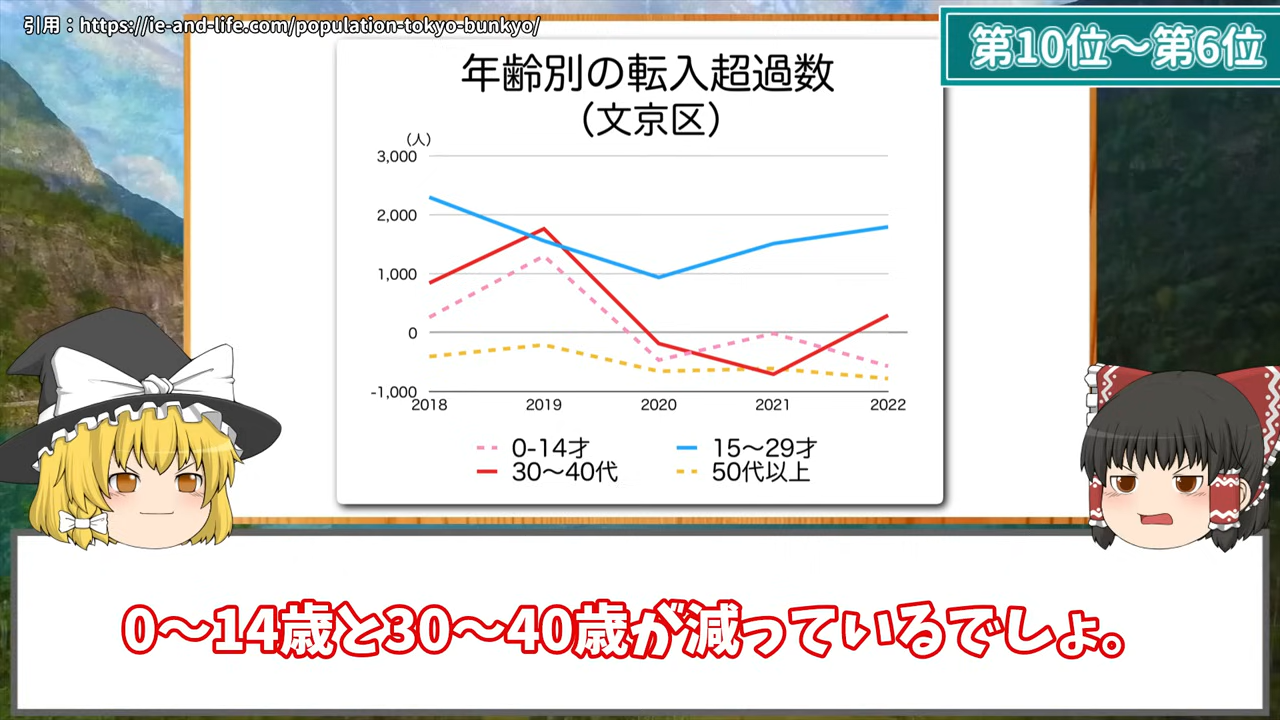 引用：https://ie-and-life.com/population-tokyo-bunkyo/
第10位～第6位
年齢別の転入超過数
（文京区）
（人）
3,000
2,000
1,000
0
-1,000
2018 2019 2020 2021 2022
0-14才 15～29才
30～40代 50代以上
0～14歳と30～40歳が減っているでしょ。